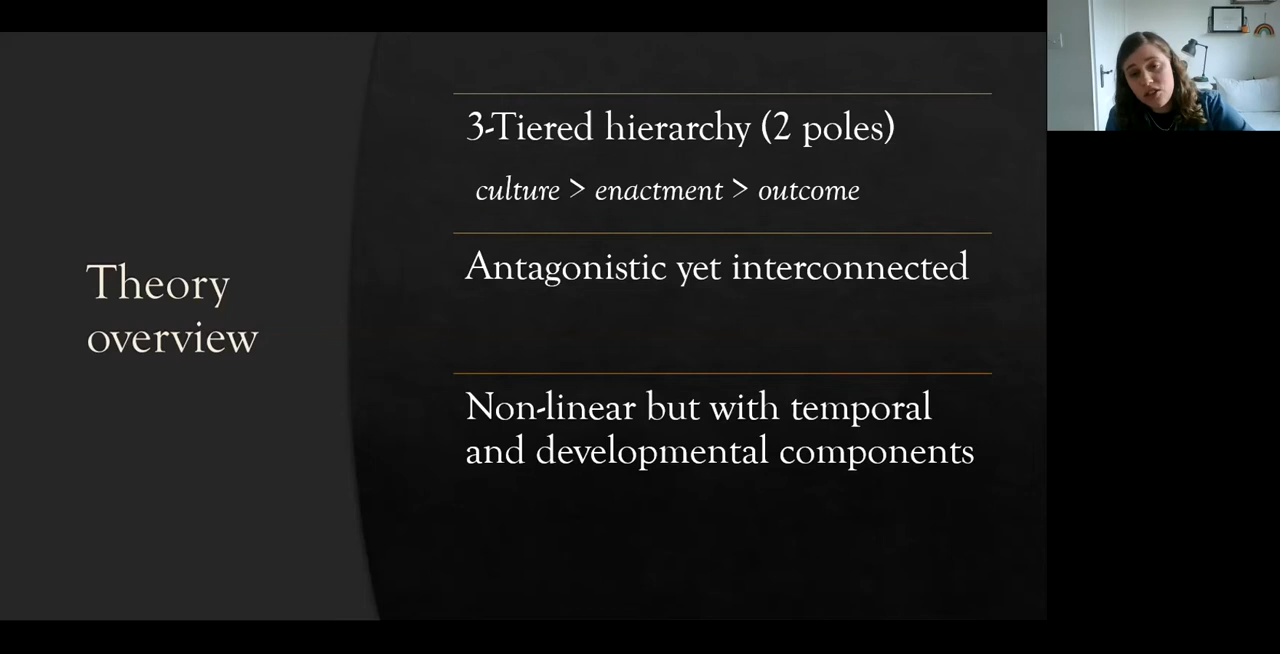 Theory
overview
3-Tiered hierarchy (2 poles)
culture > enactment > outcome
Antagonistic yet interconnected
Non-linear but with temporal
and developmental components